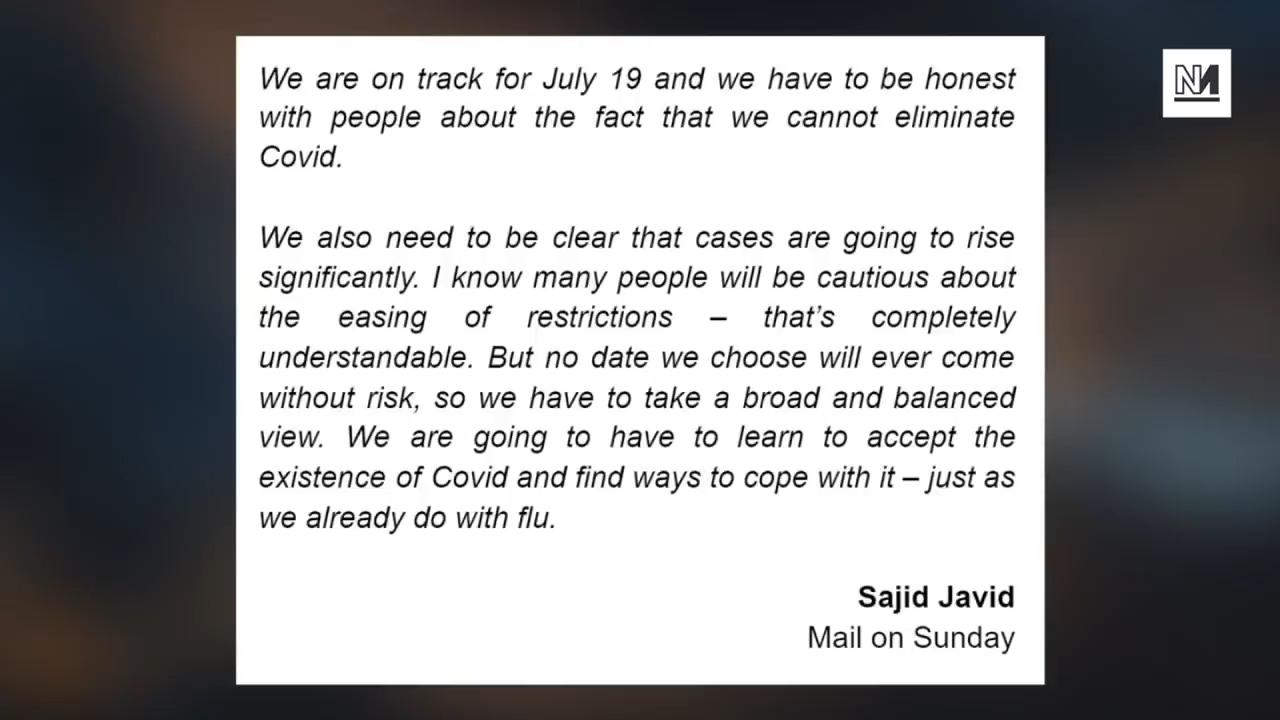 We are on track for July 19 and we have to be honest
with people about the fact that we cannot eliminate
Covid.
We also need to be clear that cases are going to rise
significantly. I know many people will be cautious about
the easing of restrictions – that’s completely
understandable. But no date we choose will ever come
without risk, so we have to take a broad and balanced
view. We are going to have to learn to accept the
existence of Covid and find ways to cope with it – just as
we already do with flu.
Sajid Javid
Mail on Sunday
NM